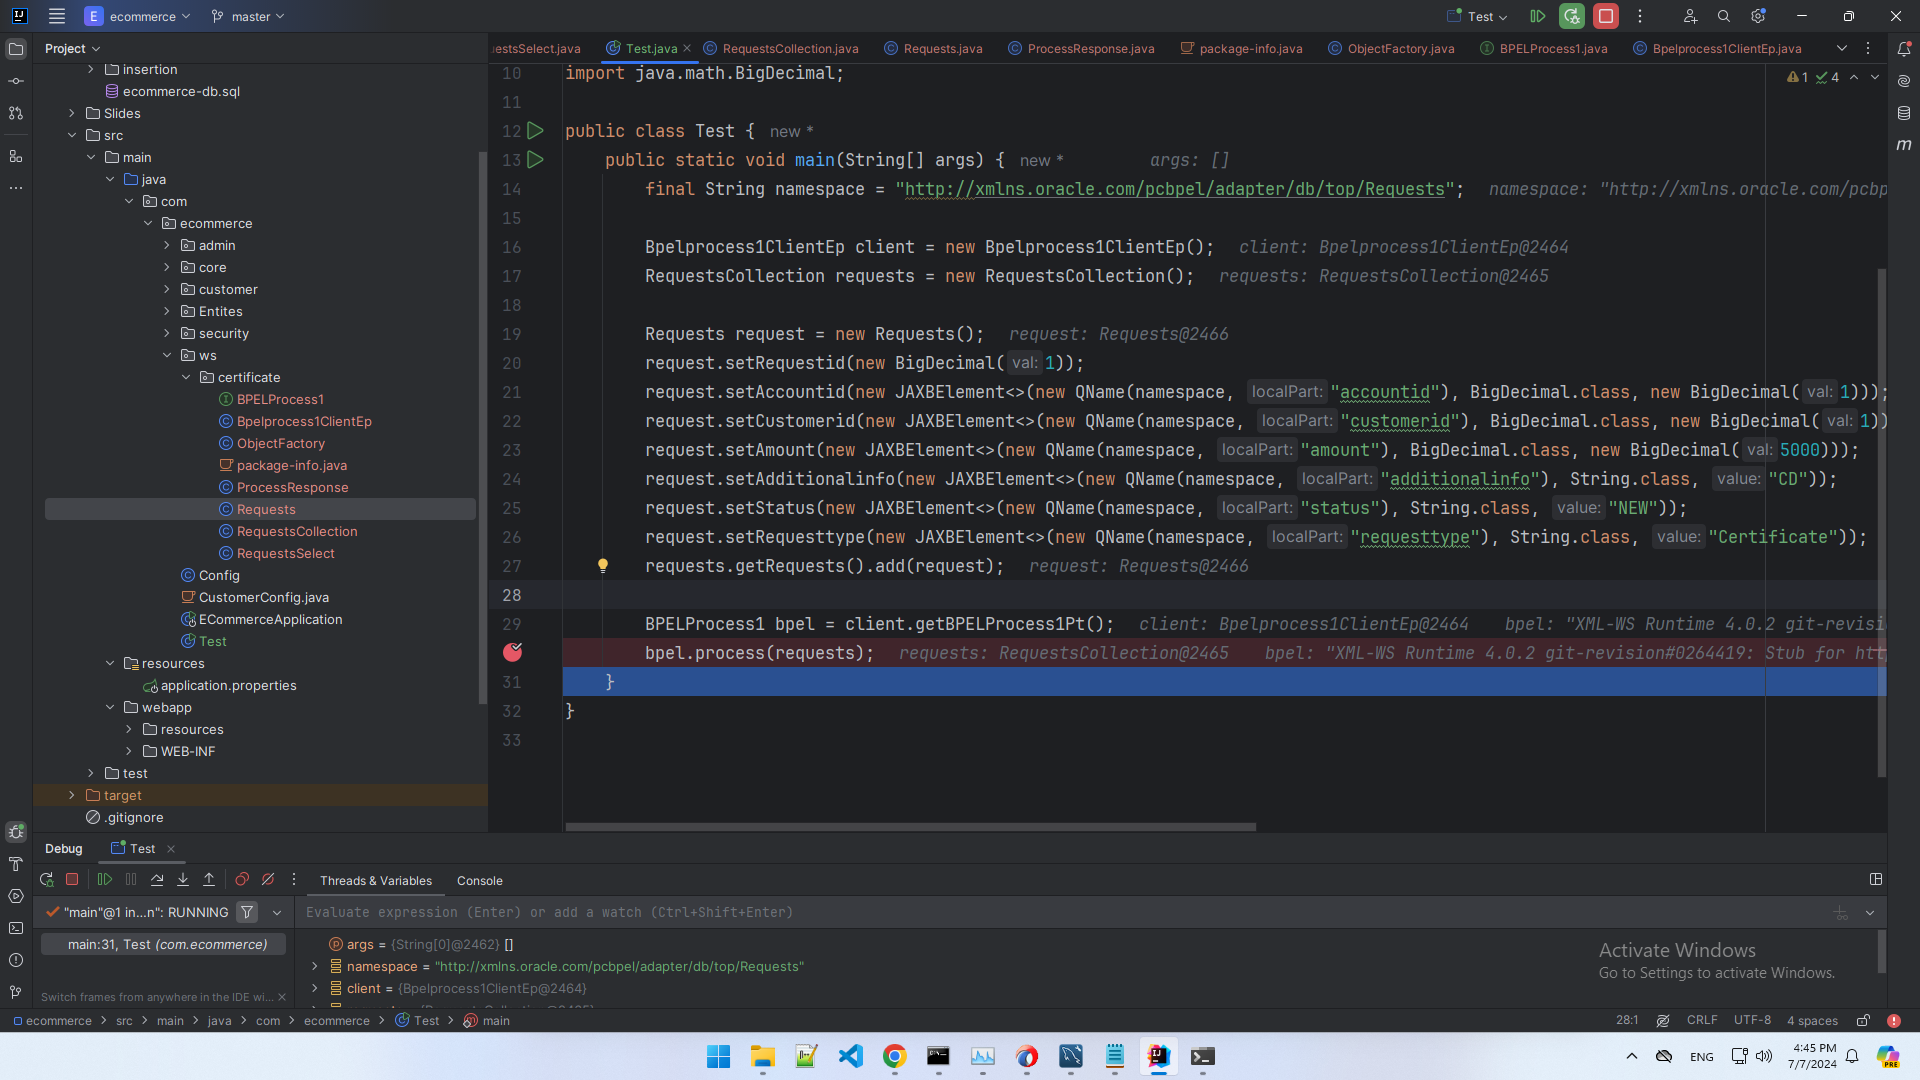 ecommerce
master
Test
Project
insertion
ecommerce-db.sql
Slides
src
main
java
com
ecommerce
admin
core
customer
Entites
security
ws
certificate
BPELProcess1
Bpelprocess1ClientEp
ObjectFactory
package-info.java
ProcessResponse
Requests
RequestsCollection
RequestsSelect
Config
CustomerConfig.java
ECommerceApplication
Test
resources
application.properties
webapp
resources
WEB-INF
test
target
.gitignore
uestsSelect.java Test.java RequestsCollection.java Requests.java ProcessResponse.java package-info.java ObjectFactory.java BPELProcess1.java Bpelprocess1ClientEp.java
1 4
10 import java.math.BigDecimal;
11
12 public class Test { new *
13 public static void main(String[] args) { new * args: []
14 final String namespace = "http://xmlns.oracle.com/pcbpel/adapter/db/top/Requests"; namespace: "http://xmlns.oracle.com/pcbp
15
16 Bpelprocess1ClientEp client = new Bpelprocess1ClientEp(); client: Bpelprocess1ClientEp@2464
17 RequestsCollection requests = new RequestsCollection(); requests: RequestsCollection@2465
18
19 Requests request = new Requests(); request: Requests@2466
20 request.setRequestid(new BigDecimal( val: 1));
21 request.setAccountid(new JAXBElement<>(new QName(namespace, localPart: "accountid"), BigDecimal.class, new BigDecimal( val: 1)));
22 request.setCustomerid(new JAXBElement<>(new QName(namespace, localPart: "customerid"), BigDecimal.class, new BigDecimal( val: 1))
23 request.setAmount(new JAXBElement<>(new QName(namespace, localPart: "amount"), BigDecimal.class, new BigDecimal( val: 5000)));
24 request.setAdditionalinfo(new JAXBElement<>(new QName(namespace, localPart: "additionalinfo"), String.class, value: "CD"));
25 request.setStatus(new JAXBElement<>(new QName(namespace, localPart: "status"), String.class, value: "NEW"));
26 request.setRequesttype(new JAXBElement<>(new QName(namespace, localPart: "requesttype"), String.class, value: "Certificate"));
27 requests.getRequests().add(request); request: Requests@2466
28
29 BPELProcess1 bpel = client.getBPELProcess1Pt(); client: Bpelprocess1ClientEp@2464 bpel: "XML-WS Runtime 4.0.2 git-revisi
bpel.process(requests); requests: RequestsCollection@2465 bpel: "XML-WS Runtime 4.0.2 git-revision#0264419: Stub for htt
31 }
32 }
33
Debug Test
Threads & Variables Console
"main"@1 in...n": RUNNING
Evaluate expression (Enter) or add a watch (Ctrl+Shift+Enter)
main:31, Test (com.ecommerce)
args = {String[0]@2462} []
namespace = "http://xmlns.oracle.com/pcbpel/adapter/db/top/Requests"
client = {Bpelprocess1ClientEp@2464}
Switch frames from anywhere in the IDE wi...
Activate Windows
Go to Settings to activate Windows.
ecommerce > src > main > java > com > ecommerce > Test > main
28:1 CRLF UTF-8 4 spaces
ENG
4:45 PM
7/7/2024